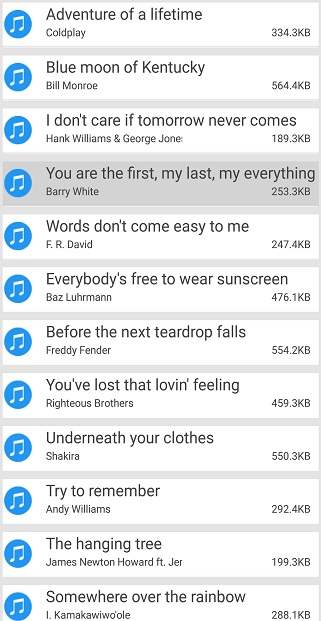 Adventure of a lifetime
Coldplay 334.3KB
Blue moon of Kentucky
Bill Monroe 564.4KB
I don't care if tomorrow never comes
Hank Williams & George Jone 189.3KB
You are the first, my last, my everything
Barry White 253.3KB
Words don't come easy to me
F. R. David 247.4KB
Everybody's free to wear sunscreen
Baz Luhrmann 476.1KB
Before the next teardrop falls
Freddy Fender 554.2KB
You've lost that lovin' feeling
Righteous Brothers 459.3KB
Underneath your clothes
Shakira 550.3KB
Try to remember
Andy Williams 292.4KB
The hanging tree
James Newton Howard ft. Jer 199.3KB
Somewhere over the rainbow
I. Kamakawiwo'ole 288.1KB